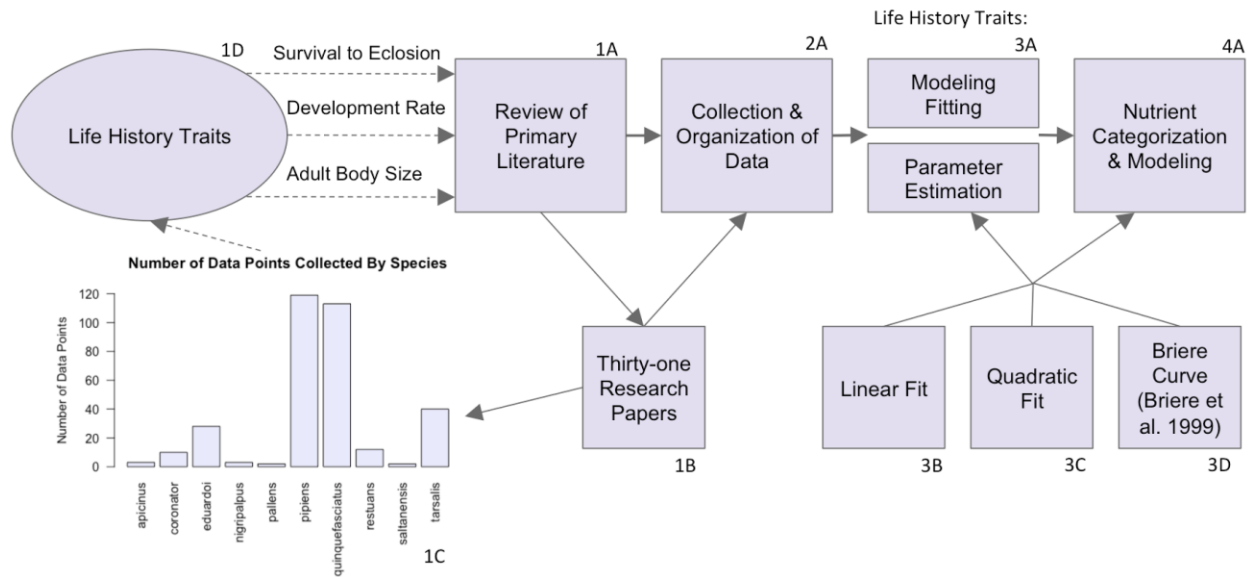 Life History Traits:
1D
Survival to Eclosion
1A
2A
3A
4A
Life History Traits
Development Rate
Adult Body Size
Review of
Primary
Literature
Collection &
Organization of
Data
Modeling
Fitting
Parameter
Estimation
Nutrient
Categorization
& Modeling
Number of Data Points Collected By Species
Number of Data Points
120
100
80
60
40
20
0
apicinus
coronator
eduardoi
nigripalpus
pallens
pipiens
quinquefasciatus
restuans
saltanensis
tarsalis
1C
Thirty-one
Research
Papers
1B
Linear Fit
3B
Quadratic
Fit
3C
Briere
Curve
(Briere et
al. 1999)
3D